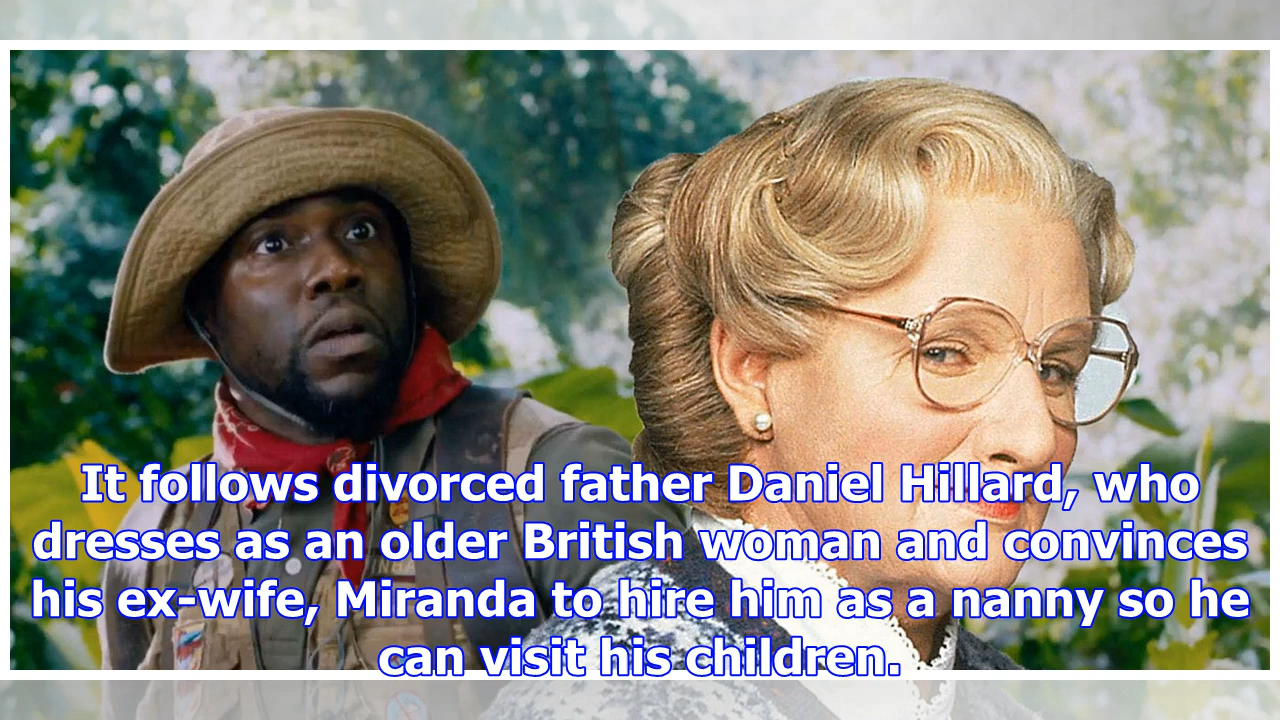 It follows divorced father Daniel Hillard, who
dresses as an older British woman and convinces
his ex-wife, Miranda to hire him as a nanny so he
can visit his children.